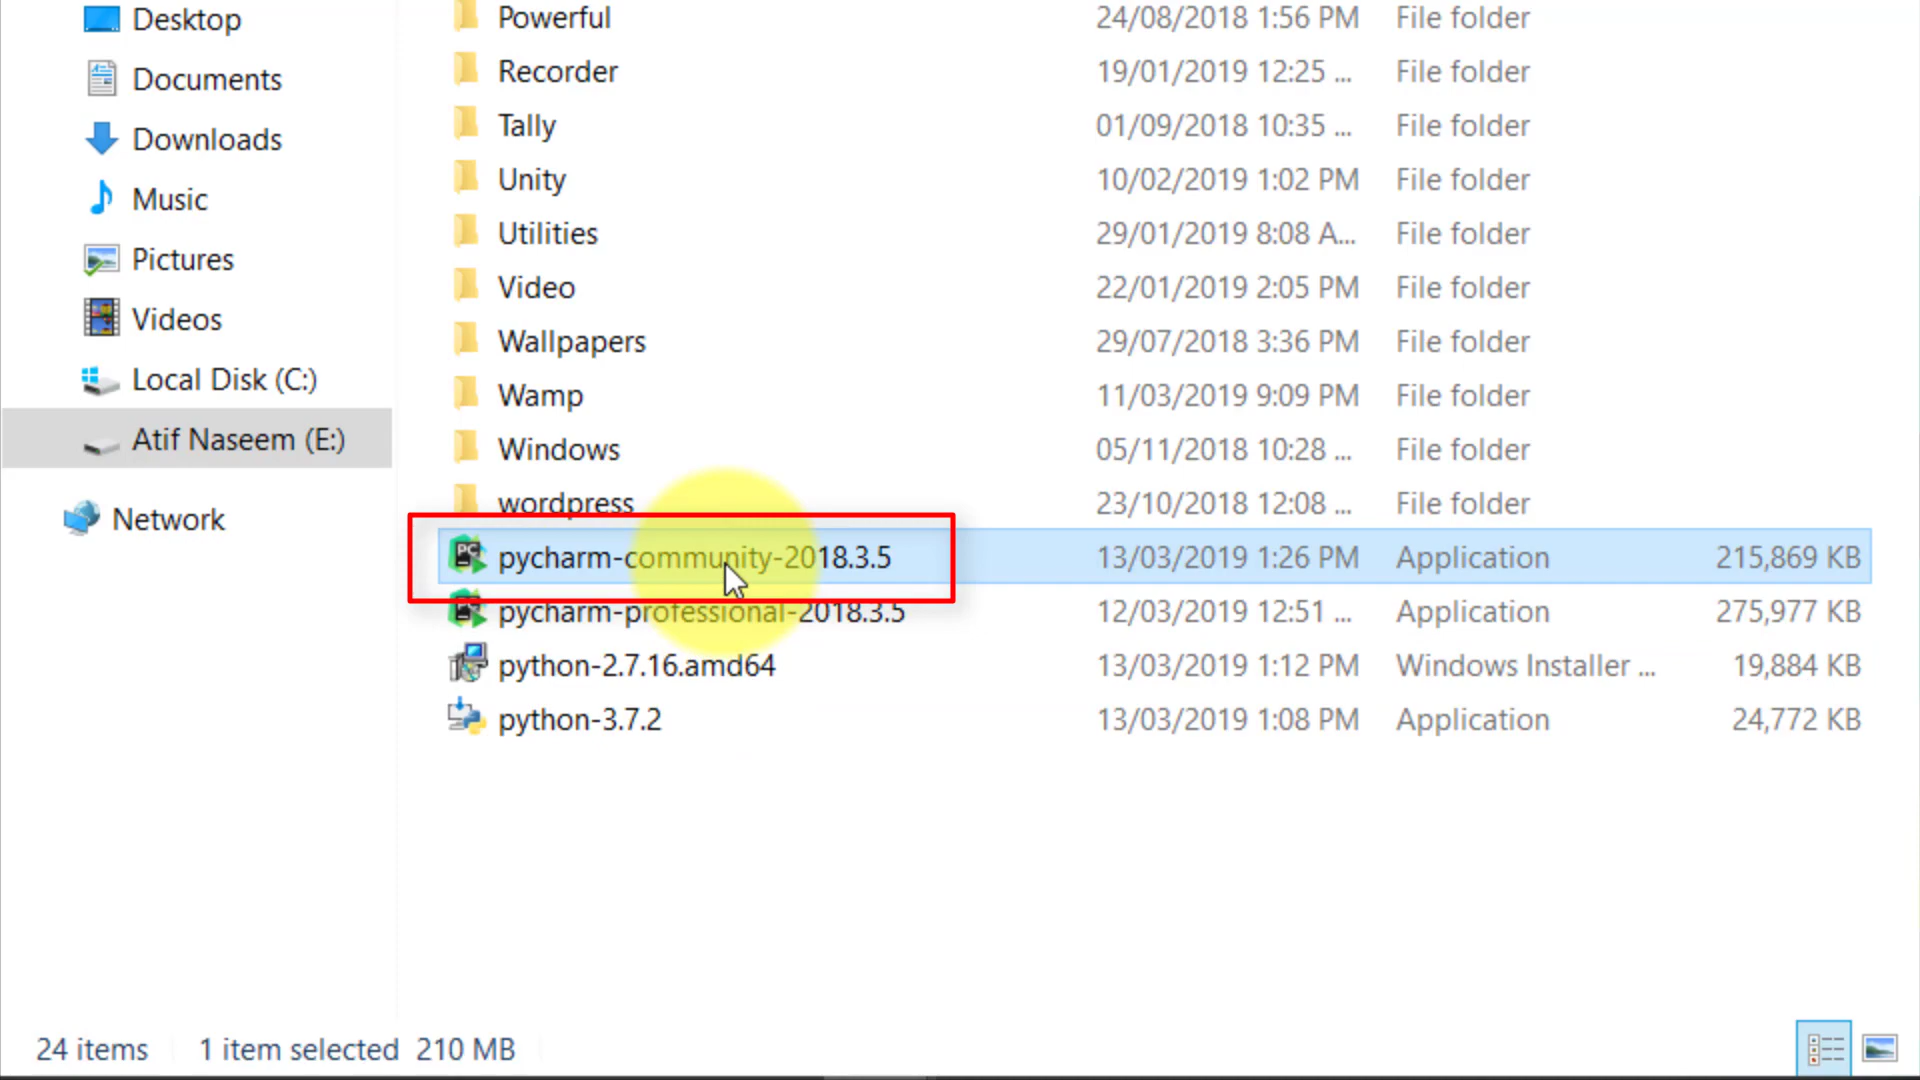 Desktop
Documents
Downloads
Music
Pictures
Videos
Local Disk (C:)
Atif Naseem (E:)
Network
Powerful 24/08/2018 1:56 PM File folder
Recorder 19/01/2019 12:25 ... File folder
Tally 01/09/2018 10:35 ... File folder
Unity 10/02/2019 1:02 PM File folder
Utilities 29/01/2019 8:08 A... File folder
Video 22/01/2019 2:05 PM File folder
Wallpapers 29/07/2018 3:36 PM File folder
Wamp 11/03/2019 9:09 PM File folder
Windows 05/11/2018 10:28 ... File folder
wordpress 23/10/2018 12:08 ... File folder
pycharm-community-2018.3.5 13/03/2019 1:26 PM Application 215,869 KB
pycharm-professional-2018.3.5 12/03/2019 12:51 ... Application 275,977 KB
python-2.7.16.amd64 13/03/2019 1:12 PM Windows Installer ... 19,884 KB
python-3.7.2 13/03/2019 1:08 PM Application 24,772 KB
24 items 1 item selected 210 MB